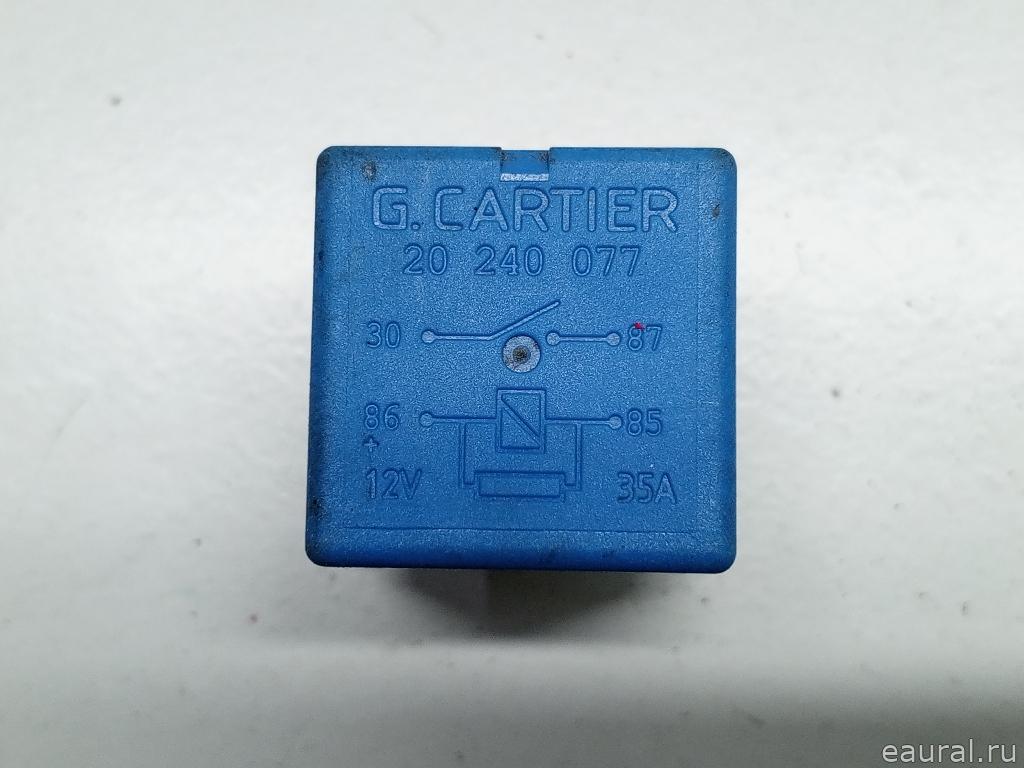 G.CARTIER
20 240 077
30 87
86 85
+
12V 35A
eaural.ru